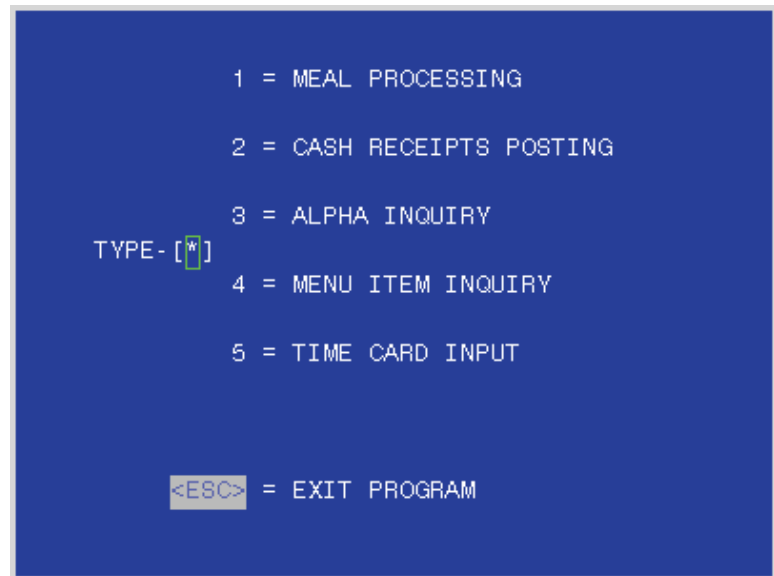 1 = MEAL PROCESSING
2 = CASH RECEIPTS POSTING
3 = ALPHA INQUIRY
TYPE-[*]
4 = MENU ITEM INQUIRY
5 = TIME CARD INPUT
<ESC> = EXIT PROGRAM